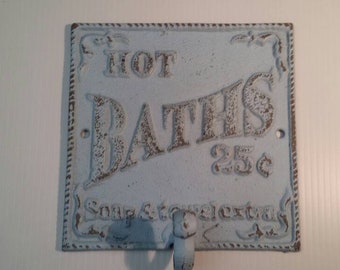 HOT
BATHS
25¢
Soap & towel extra